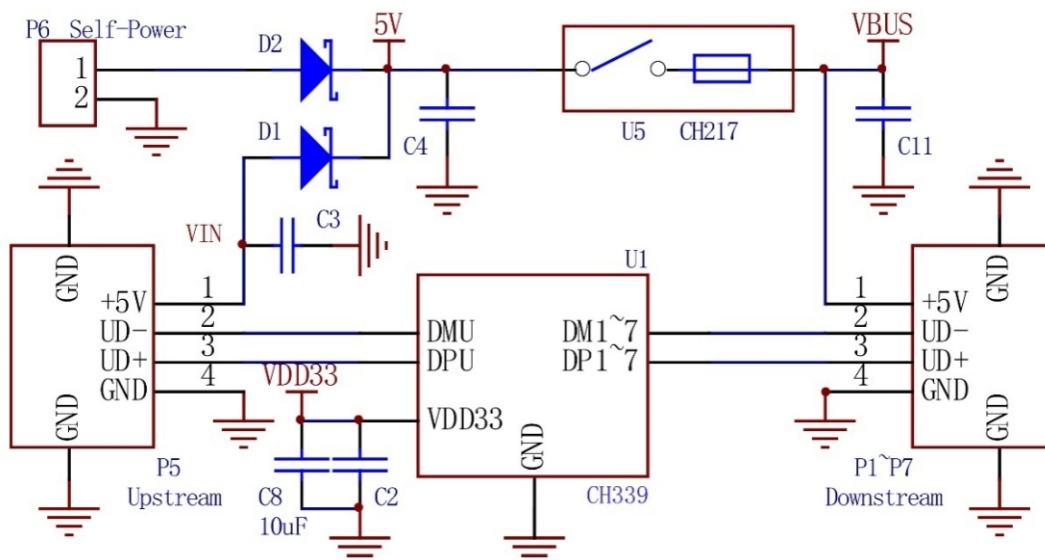 P6 Self-Power
5V
VBUS
D2
1
2
D1
C4
U5 CH217
C11
VIN
C3
U1
GND
GND
+5V
1
UD-
2
UD+
3
GND
4
GND
DMU
DPU
VDD33
GND
DM1~7
DP1~7
1
+5V
2
UD-
3
UD+
4
GND
GND
VDD33
P5
Upstream
C8
10uF
C2
CH339
P1~P7
Downstream